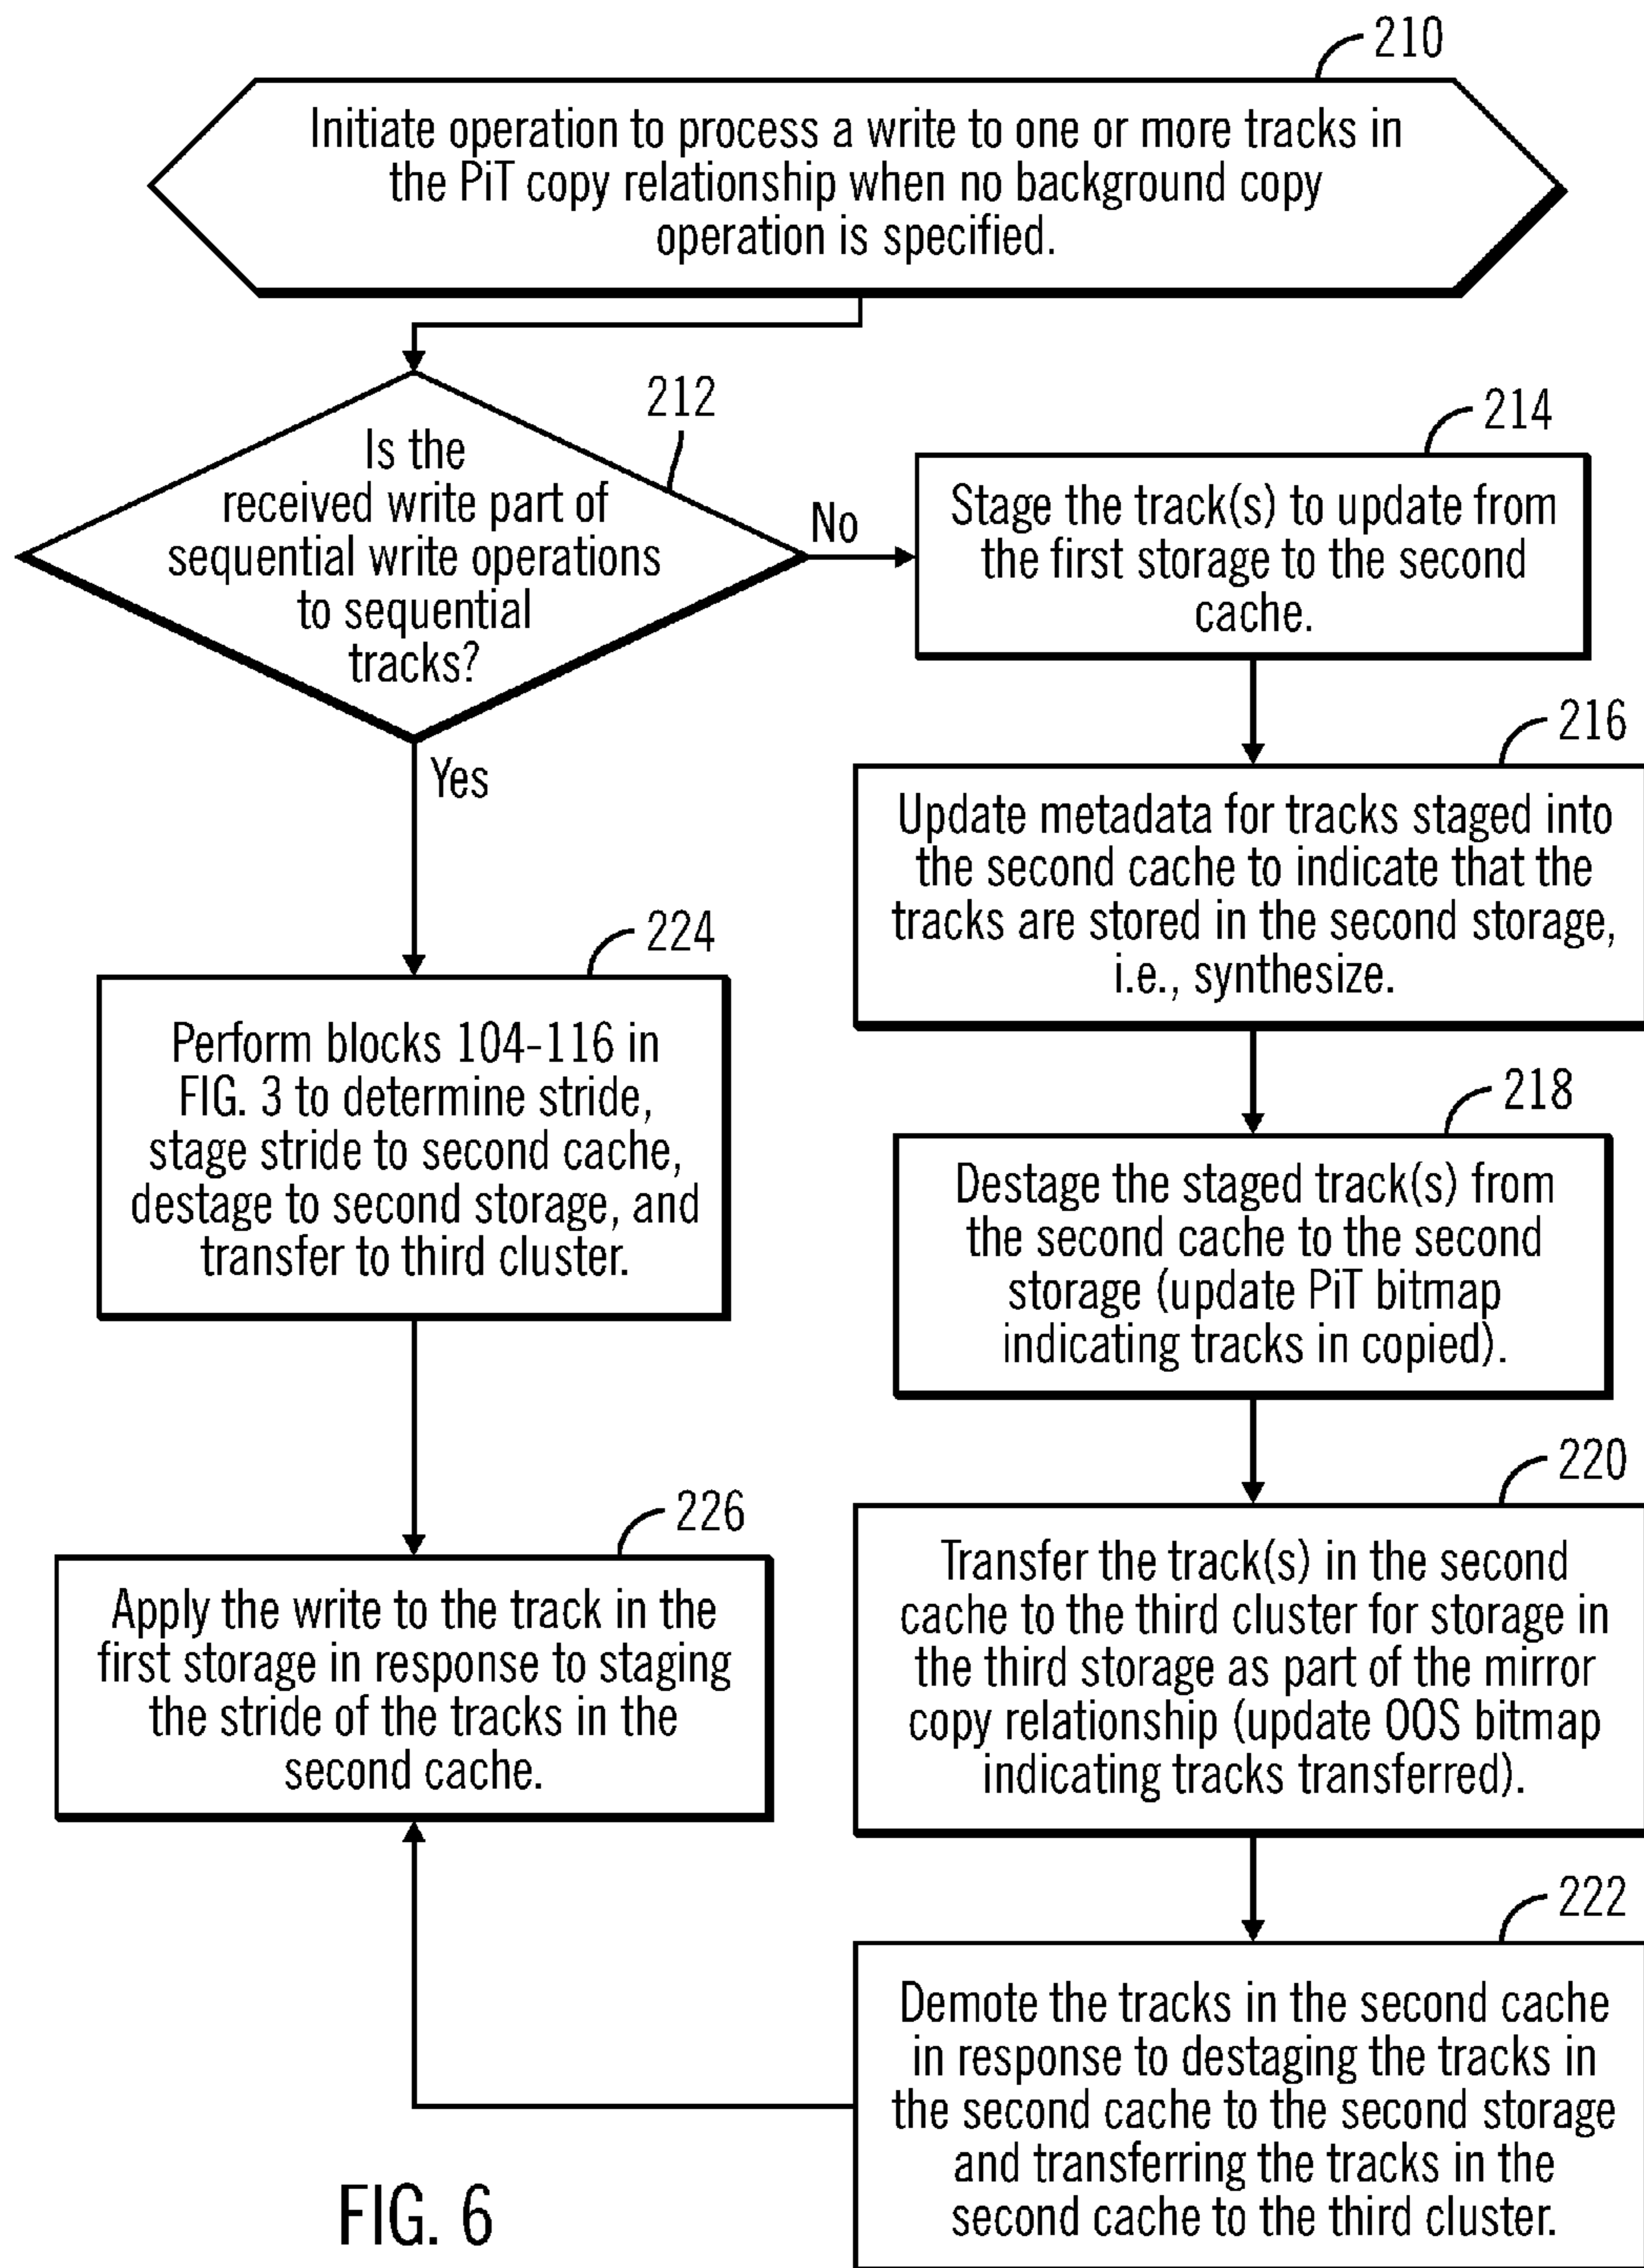 210
Initiate operation to process a write to one or more tracks in
the PiT copy relationship when no background copy
operation is specified.
212
Is the
received write part of
sequential write operations
to sequential
tracks?
No
Yes
214
Stage the track(s) to update from
the first storage to the second
cache.
216
Update metadata for tracks staged into
the second cache to indicate that the
tracks are stored in the second storage,
i.e., synthesize.
218
Destage the staged track(s) from
the second cache to the second
storage (update PiT bitmap
indicating tracks in copied).
220
Transfer the track(s) in the second
cache to the third cluster for storage in
the third storage as part of the mirror
copy relationship (update OOS bitmap
indicating tracks transferred).
222
Demote the tracks in the second cache
in response to destaging the tracks in
the second cache to the second storage
and transferring the tracks in the
second cache to the third cluster.
224
Perform blocks 104-116 in
FIG. 3 to determine stride,
stage stride to second cache,
destage to second storage, and
transfer to third cluster.
226
Apply the write to the track in the
first storage in response to staging
the stride of the tracks in the
second cache.
FIG. 6